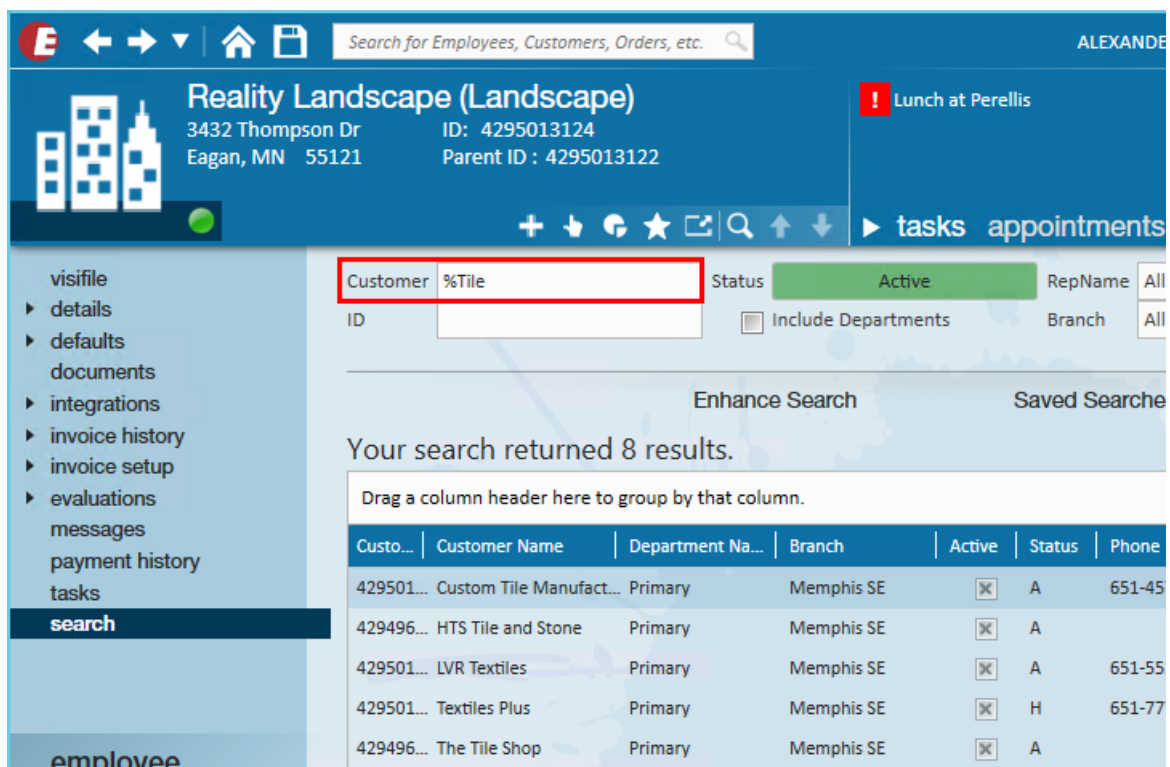 E
Search for Employees, Customers, Orders, etc.
ALEXANDE
Reality Landscape (Landscape)
3432 Thompson Dr ID: 4295013124
Eagan, MN 55121 Parent ID : 4295013122
! Lunch at Perellis
tasks appointments
visifile
details
defaults
documents
integrations
invoice history
invoice setup
evaluations
messages
payment history
tasks
search
employee
Customer %Tile Status Active RepName All
ID Include Departments Branch All
Enhance Search Saved Searche
Your search returned 8 results.
Drag a column header here to group by that column.
Custo... Customer Name Department Na... Branch Active Status Phone
429501... Custom Tile Manufact... Primary Memphis SE A 651-45
429496... HTS Tile and Stone Primary Memphis SE A
429501... LVR Textiles Primary Memphis SE A 651-55
429501... Textiles Plus Primary Memphis SE H 651-77
429496... The Tile Shop Primary Memphis SE A